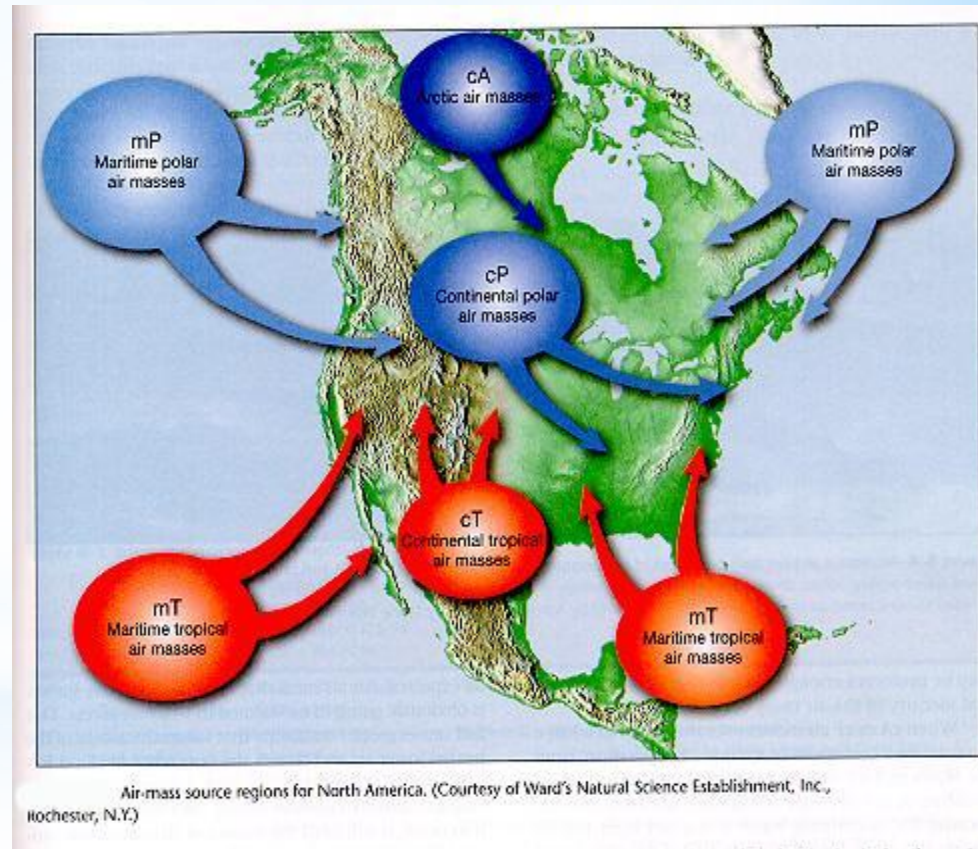 cA
Arctic air masses
mP
Maritime polar
air masses
mP
Maritime polar
air masses
cP
Continental polar
air masses
cT
Continental tropical
air masses
mT
Maritime tropical
air masses
mT
Maritime tropical
air masses
Air-mass source regions for North America. (Courtesy of Ward's Natural Science Establishment, Inc.,
Rochester, N.Y.)